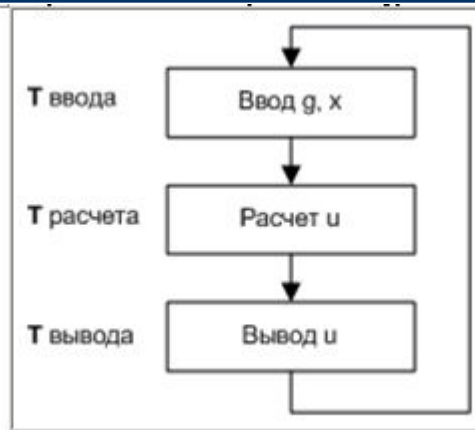 Т ввода
Ввод g, x
Т расчета
Расчет u
Т вывода
Вывод u